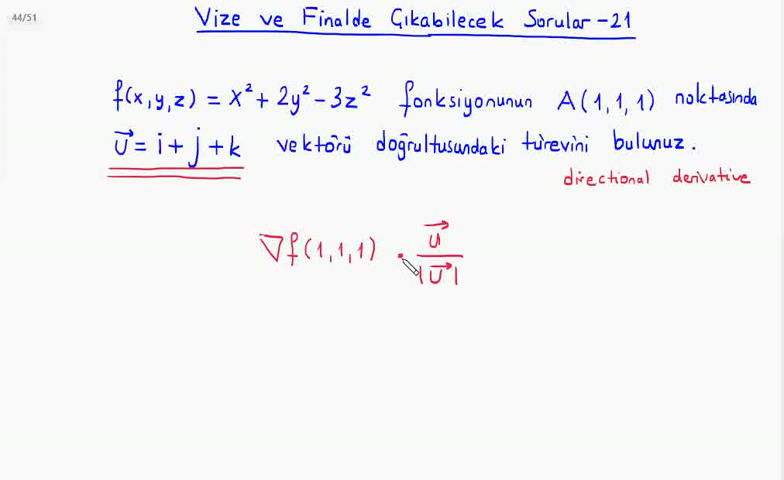 44/51
Vize ve Finalde Çıkabilecek Sorular -21
f(x,y,z) = x² + 2y² - 3z² fonksiyonunun A(1,1,1) noktasında
u⃗ = i + j + k vektörü doğrultusundaki türevini bulunuz.
directional derivative
∇f(1,1,1) · u⃗ / |u⃗|